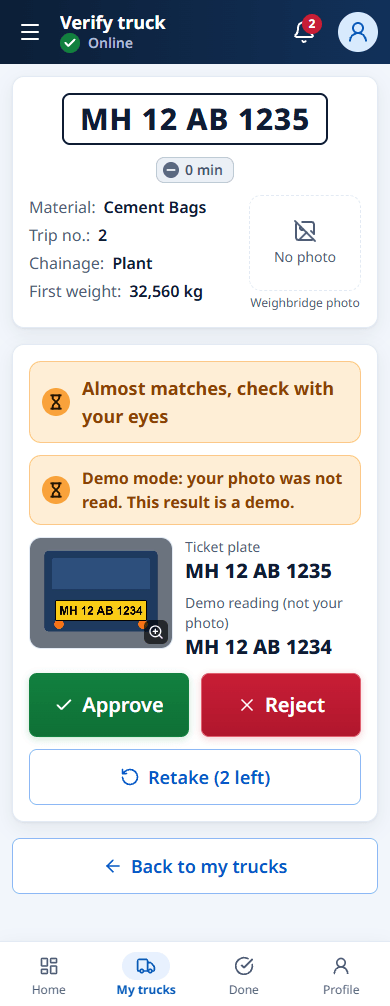 Verify truck
Online
2
MH 12 AB 1235
0 min
Material: Cement Bags
Trip no.: 2
Chainage: Plant
First weight: 32,560 kg
No photo
Weighbridge photo
Almost matches, check with
your eyes
Demo mode: your photo was not
read. This result is a demo.
MH 12 AB 1234
Ticket plate
MH 12 AB 1235
Demo reading (not your
photo)
MH 12 AB 1234
Approve
Reject
Retake (2 left)
Back to my trucks
Home
My trucks
Done
Profile